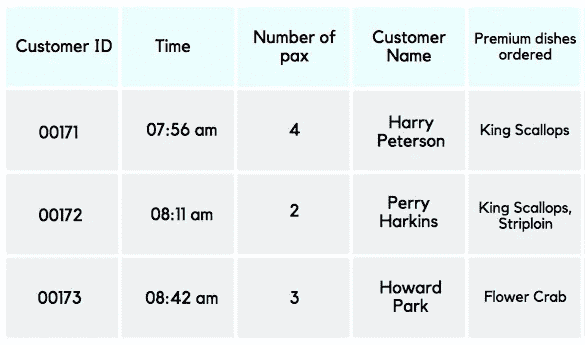 Customer ID Time Number of pax Customer Name Premium dishes ordered
00171 07:56 am 4 Harry Peterson King Scallops
00172 08:11 am 2 Perry Harkins King Scallops, Striploin
00173 08:42 am 3 Howard Park Flower Crab